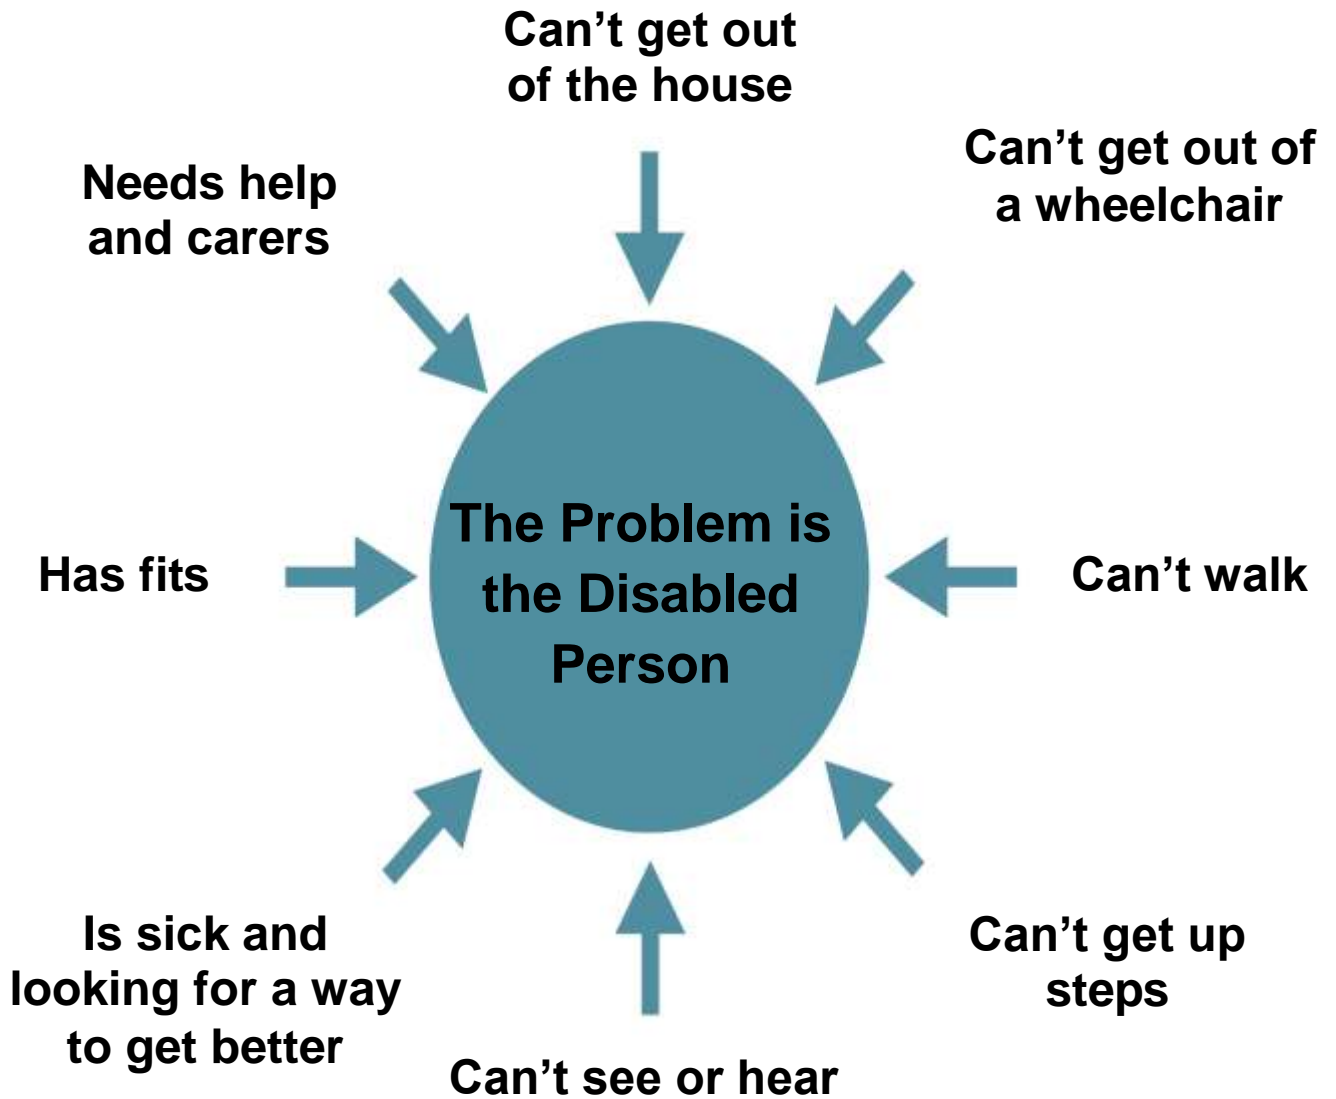 Can’t get out
of the house
Can’t get out of
a wheelchair
Needs help
and carers
The Problem is
the Disabled
Person
Has fits
Can’t walk
Is sick and
looking for a way
to get better
Can’t get up
steps
Can’t see or hear